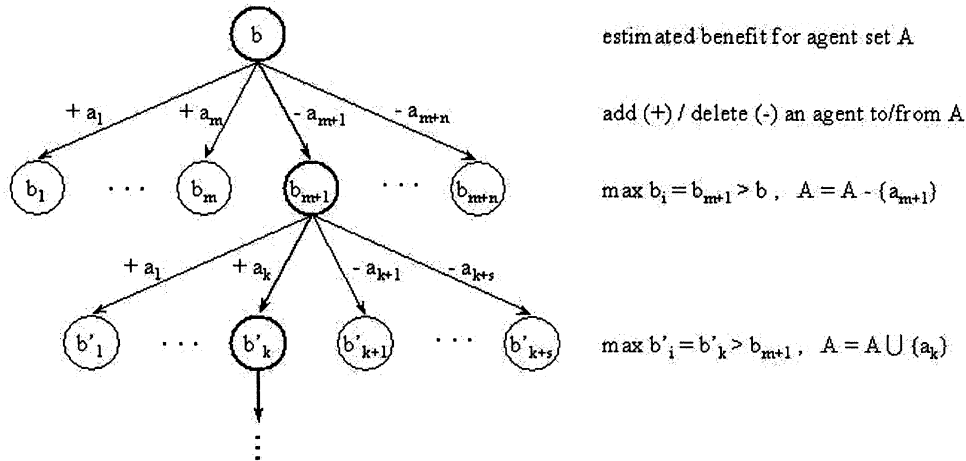 b estimated benefit for agent set A
+ a₁ + aₘ - aₘ₊₁ - aₘ₊ₙ add (+) / delete (-) an agent to/from A
b₁ · · · bₘ bₘ₊₁ · · · bₘ₊ₙ max bᵢ = bₘ₊₁ > b , A = A - {aₘ₊₁}
+ a₁ + aₖ - aₖ₊₁ - aₖ₊ₛ
b'₁ · · · b'ₖ b'ₖ₊₁ · · · b'ₖ₊ₛ max b'ᵢ = b'ₖ > bₘ₊₁ , A = A ∪ {aₖ}